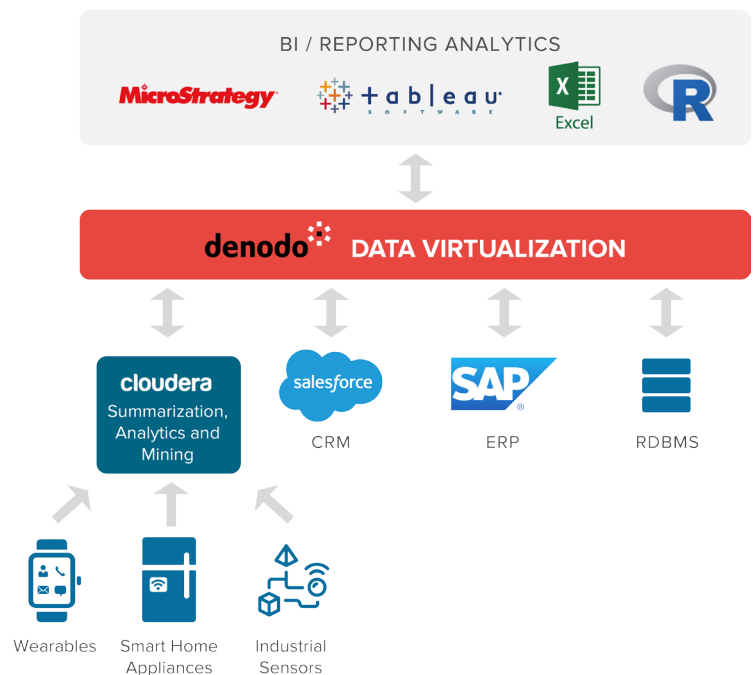 BI / REPORTING ANALYTICS
MicroStrategy
+ a b | e a u
S O F T W A R E
X
Excel
R
denodo DATA VIRTUALIZATION
cloudera
Summarization,
Analytics and
Mining
salesforce
CRM
SAP
®
ERP
RDBMS
Wearables
Smart Home
Appliances
Industrial
Sensors